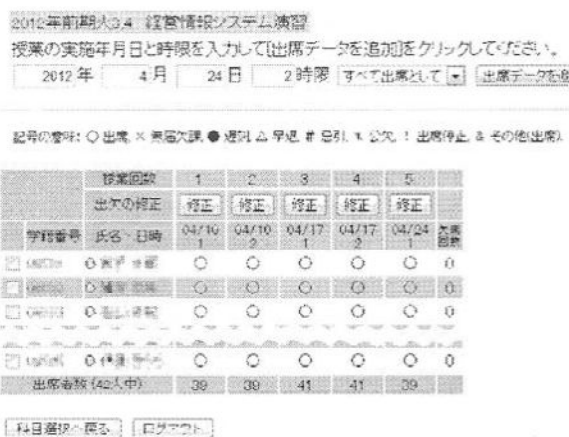 2012年前期火3,4 経営情報システム演習
授業の実施年月日と時限を入力して[出席データを追加]をクリックしてください。
2012 年 4 月 24 日 2 時限 すべて出席として 出席データを追
記号の意味: ○ 出席, × 無届欠課, ● 遅刻, △ 早退, # 忌引, * 公欠, ! 出席停止, & その他(出席).
授業回数 1 2 3 4 5
出欠の修正 修正 修正 修正 修正 修正
学籍番号 氏名・日時 04/10 1 04/10 2 04/17 1 04/17 2 04/24 1 欠席回数
○ ○ ○ ○ ○ 0
○ ○ ○ ○ ○ 0
○ ○ ○ ○ ○ 0
○ ○ ○ ○ ○ 0
出席者数 (42人中) 39 39 41 41 39
科目選択へ戻る ログアウト